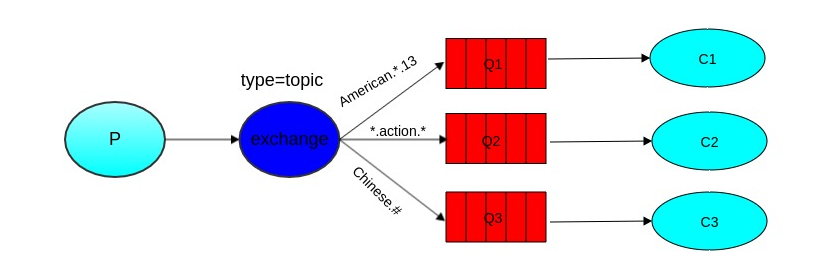 type=topic
P
exchange
American.*.13
*.action.*
Chinese.#
Q1
Q2
Q3
C1
C2
C3